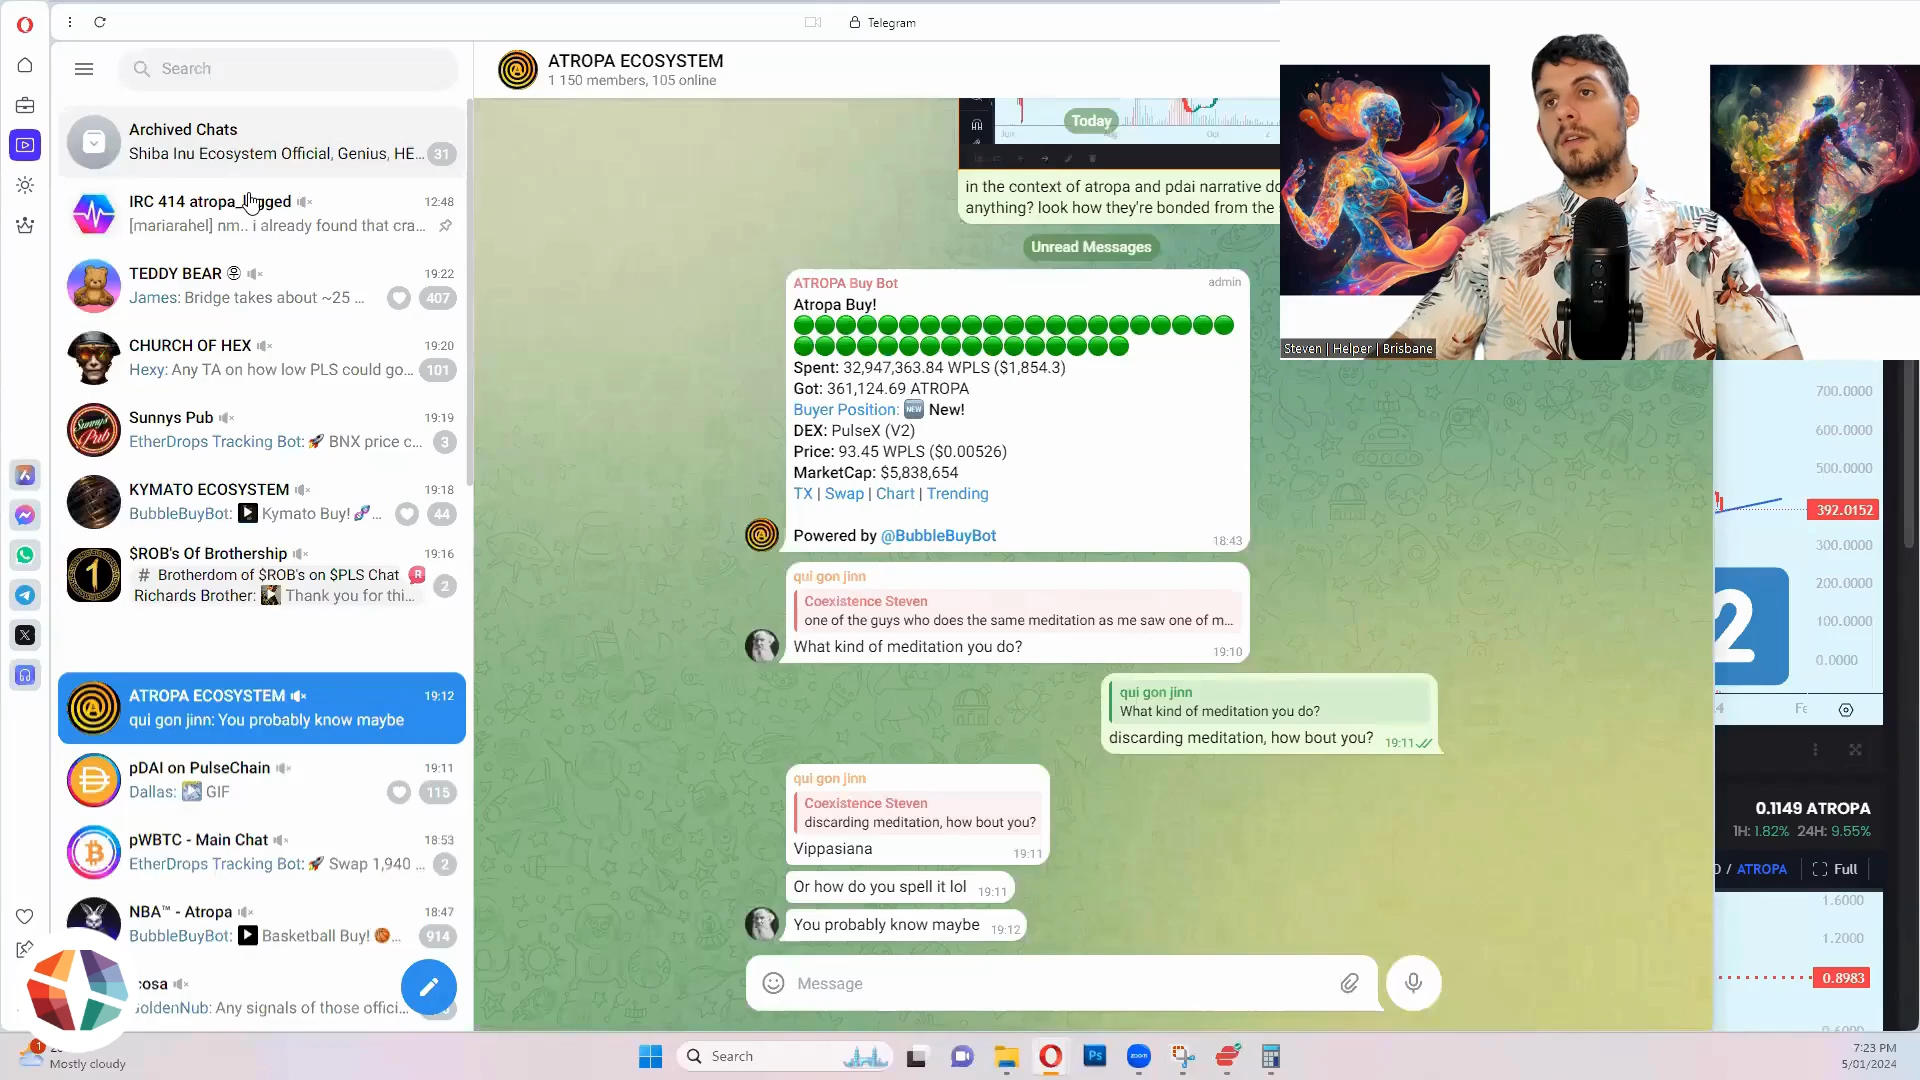 Telegram
Search
Archived Chats
Shiba Inu Ecosystem Official, Genius, HE... 31
IRC 414 atropa_ gged 12:48
[mariarahel] nm.. i already found that cra...
TEDDY BEAR 19:22
James: Bridge takes about ~25 ... 407
CHURCH OF HEX 19:20
Hexy: Any TA on how low PLS could go... 101
Sunnys Pub 19:19
EtherDrops Tracking Bot: 🚀 BNX price c... 3
KYMATO ECOSYSTEM 19:18
BubbleBuyBot: Kymato Buy! 🧬... 44
$ROB's Of Brothership 19:16
# Brotherdom of $ROB's on $PLS Chat R
Richards Brother: Thank you for thi... 2
ATROPA ECOSYSTEM 19:12
qui gon jinn: You probably know maybe
pDAI on PulseChain 19:11
Dallas: GIF 115
pWBTC - Main Chat 18:53
EtherDrops Tracking Bot: 🚀 Swap 1,940 ... 2
NBA™ - Atropa 18:47
BubbleBuyBot: Basketball Buy! 🏀... 914
cosa
GoldenNub: Any signals of those offici...
ATROPA ECOSYSTEM
1 150 members, 105 online
Today
in the context of atropa and pdai narrative do
anything? look how they're bonded from the
Unread Messages
ATROPA Buy Bot admin
Atropa Buy!
Spent: 32,947,363.84 WPLS ($1,854.3)
Got: 361,124.69 ATROPA
Buyer Position: 🆕 New!
DEX: PulseX (V2)
Price: 93.45 WPLS ($0.00526)
MarketCap: $5,838,654
TX | Swap | Chart | Trending
Powered by @BubbleBuyBot
18:43
qui gon jinn
Coexistence Steven
one of the guys who does the same meditation as me saw one of m...
What kind of meditation you do?
19:10
qui gon jinn
What kind of meditation you do?
discarding meditation, how bout you? 19:11
qui gon jinn
Coexistence Steven
discarding meditation, how bout you?
Vippasiana
19:11
Or how do you spell it lol 19:11
You probably know maybe 19:12
Message
Steven | Helper | Brisbane
700.0000
600.0000
500.0000
392.0152
300.0000
200.0000
100.0000
0.0000
2
0.1149 ATROPA
1H: 1.82% 24H: 9.55%
/ ATROPA Full
1.6000
1.2000
0.8983
1
Mostly cloudy
Search
Ps
zoom
7:23 PM
5/01/2024